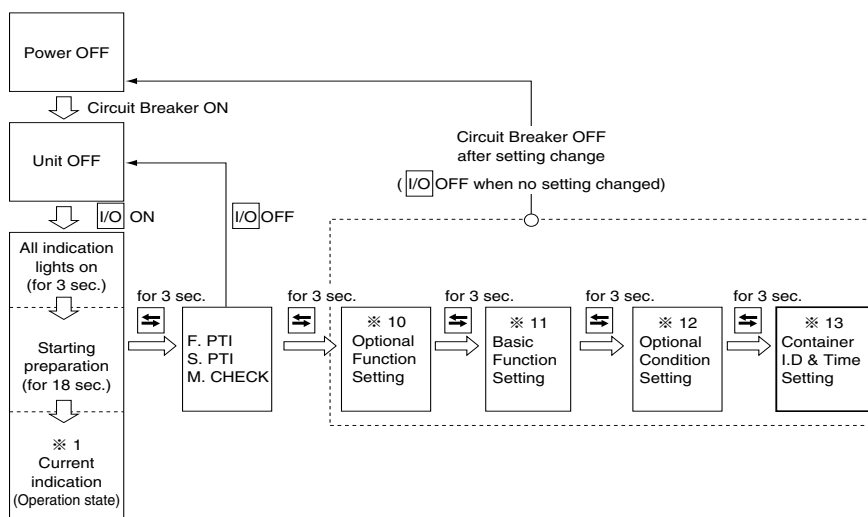 Power OFF
Circuit Breaker ON
Unit OFF
I/O ON
I/O OFF
Circuit Breaker OFF
after setting change
( I/O OFF when no setting changed)
All indication
lights on
(for 3 sec.)
Starting
preparation
(for 18 sec.)
※ 1
Current
indication
(Operation state)
for 3 sec.
F. PTI
S. PTI
M. CHECK
for 3 sec.
※ 10
Optional
Function
Setting
for 3 sec.
※ 11
Basic
Function
Setting
for 3 sec.
※ 12
Optional
Condition
Setting
for 3 sec.
※ 13
Container
I.D & Time
Setting